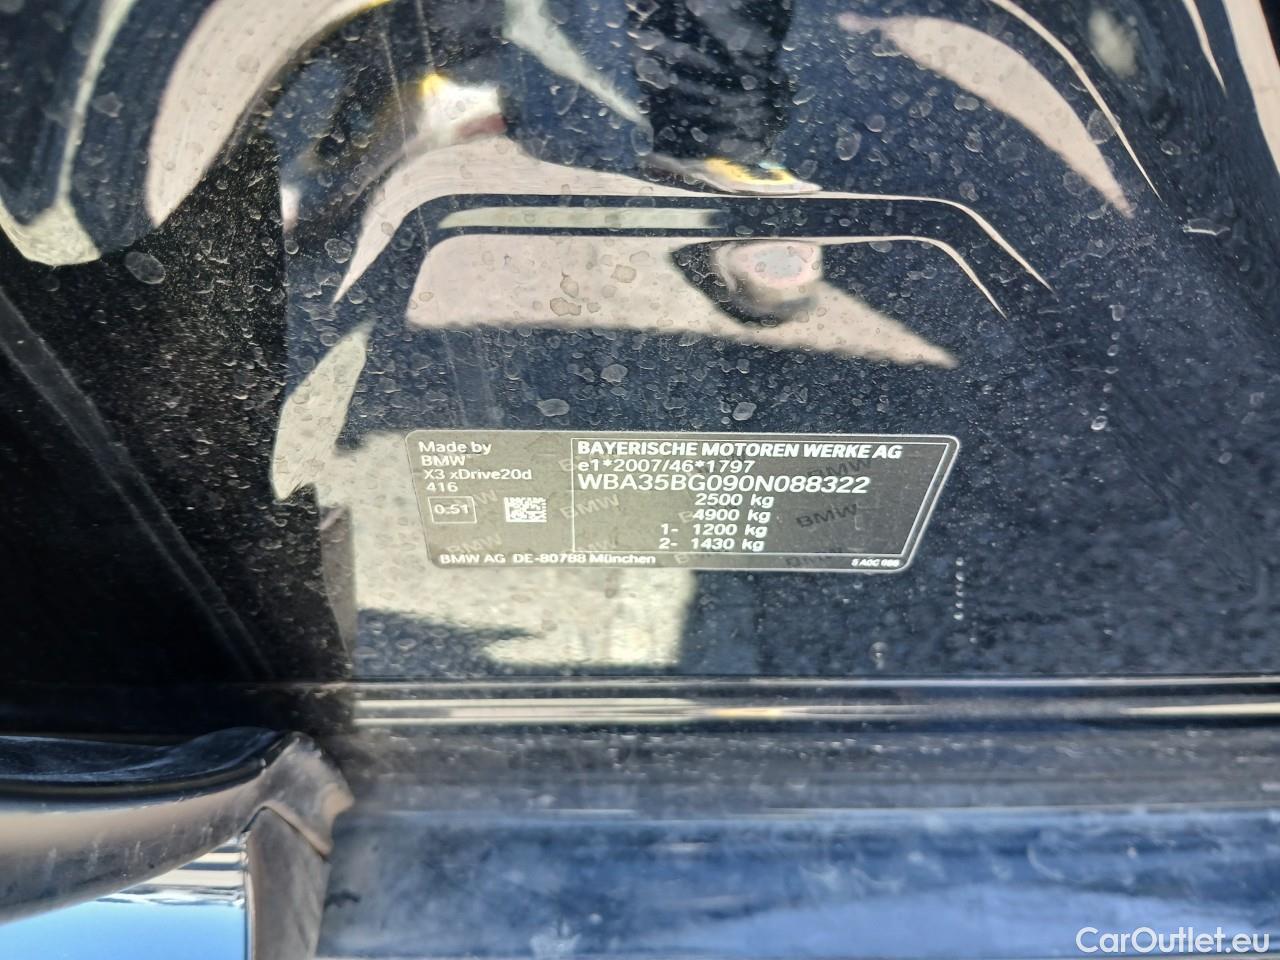 Made by
BMW
X3 xDrive20d
416
0.51
BAYERISCHE MOTOREN WERKE AG
e1*2007/46*1797
WBA35BG090N088322
2500 kg
4900 kg
1- 1200 kg
2- 1430 kg
BMW AG DE-80788 München
CarOutlet.eu